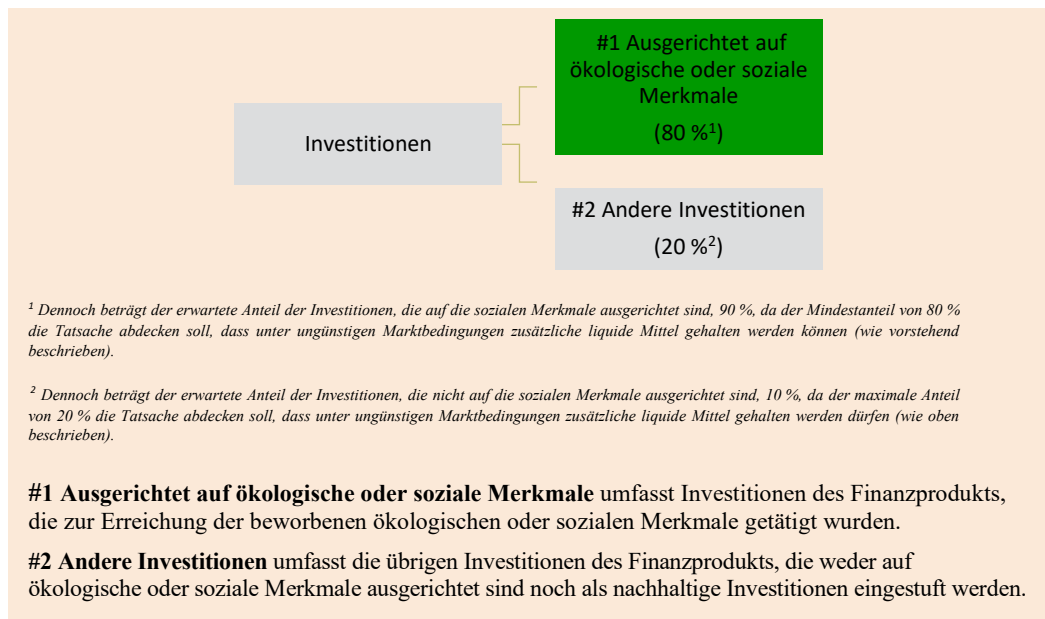 #1 Ausgerichtet auf
ökologische oder soziale
Merkmale
(80 %¹)
Investitionen
#2 Andere Investitionen
(20 %²)
¹ Dennoch beträgt der erwartete Anteil der Investitionen, die auf die sozialen Merkmale ausgerichtet sind, 90 %, da der Mindestanteil von 80 %
die Tatsache abdecken soll, dass unter ungünstigen Marktbedingungen zusätzliche liquide Mittel gehalten werden können (wie vorstehend
beschrieben).
² Dennoch beträgt der erwartete Anteil der Investitionen, die nicht auf die sozialen Merkmale ausgerichtet sind, 10 %, da der maximale Anteil
von 20 % die Tatsache abdecken soll, dass unter ungünstigen Marktbedingungen zusätzliche liquide Mittel gehalten werden dürfen (wie oben
beschrieben).
#1 Ausgerichtet auf ökologische oder soziale Merkmale umfasst Investitionen des Finanzprodukts,
die zur Erreichung der beworbenen ökologischen oder sozialen Merkmale getätigt wurden.
#2 Andere Investitionen umfasst die übrigen Investitionen des Finanzprodukts, die weder auf
ökologische oder soziale Merkmale ausgerichtet sind noch als nachhaltige Investitionen eingestuft werden.